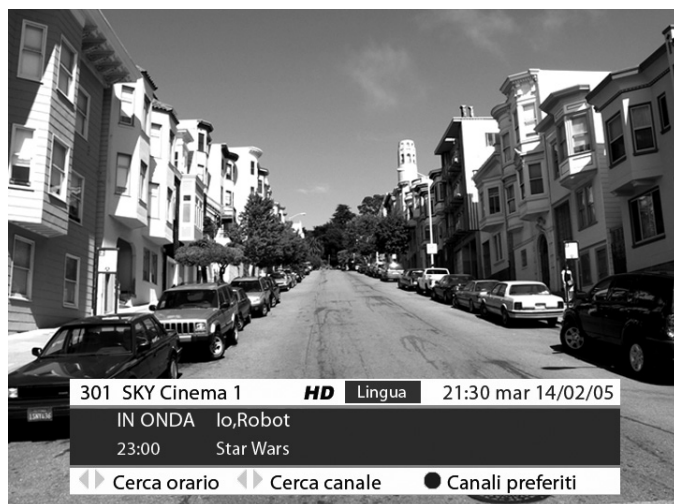 301 SKY Cinema 1 HD Lingua 21:30 mar 14/02/05
IN ONDA Io,Robot
23:00 Star Wars
Cerca orario Cerca canale Canali preferiti